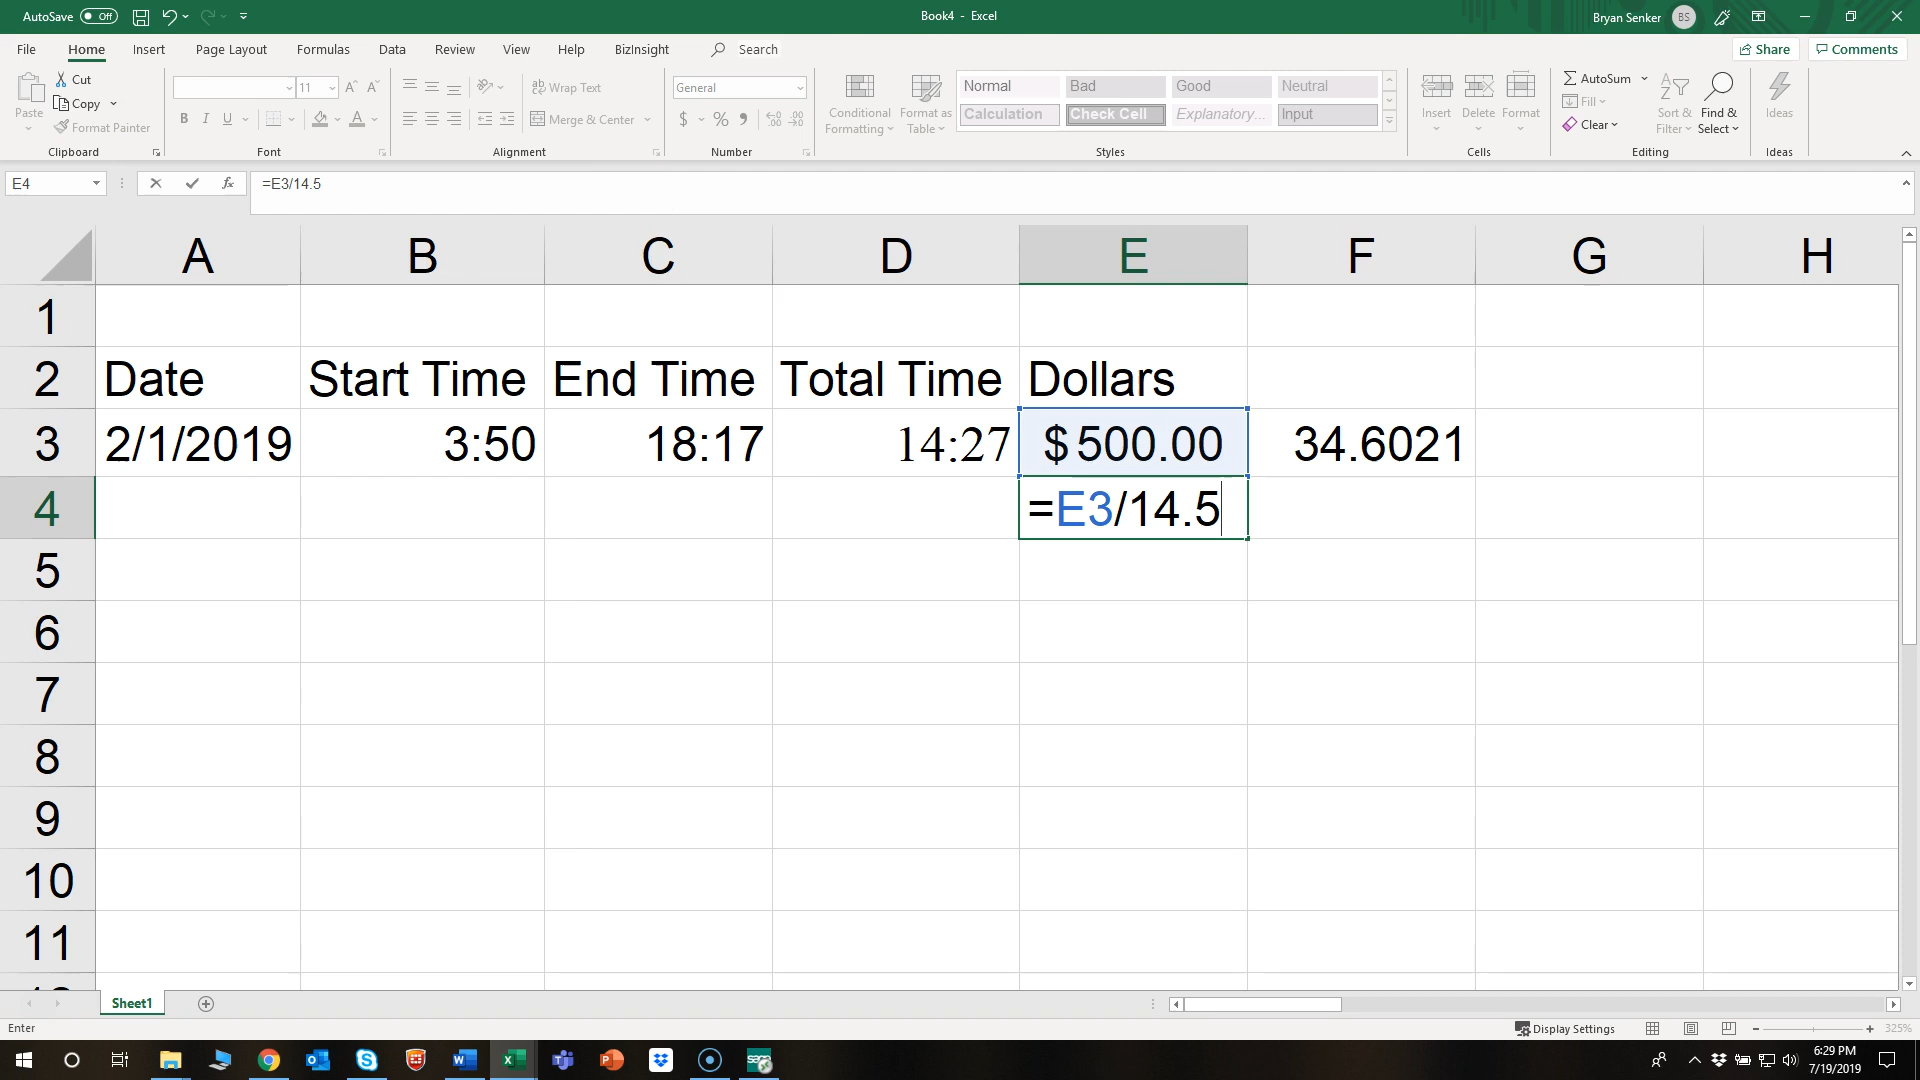 AutoSave Off Book4 - Excel Bryan Senker BS
File Home Insert Page Layout Formulas Data Review View Help BizInsight Search Share Comments
Paste
Cut
Copy
Format Painter
Clipboard
11
B I U
Font
Wrap Text
Merge & Center
Alignment
General
$ % 9
Number
Conditional Formatting
Format as Table
Normal Bad Good Neutral
Calculation Check Cell Explanatory... Input
Styles
Insert Delete Format
Cells
AutoSum
Fill
Clear
Sort & Filter
Find & Select
Editing
Ideas
Ideas
E4 fx =E3/14.5
A B C D E F G H
1
2 Date Start Time End Time Total Time Dollars
3 2/1/2019 3:50 18:17 14:27 $ 500.00 34.6021
4 =E3/14.5
5
6
7
8
9
10
11
Sheet1
Enter Display Settings 325%
6:29 PM
7/19/2019